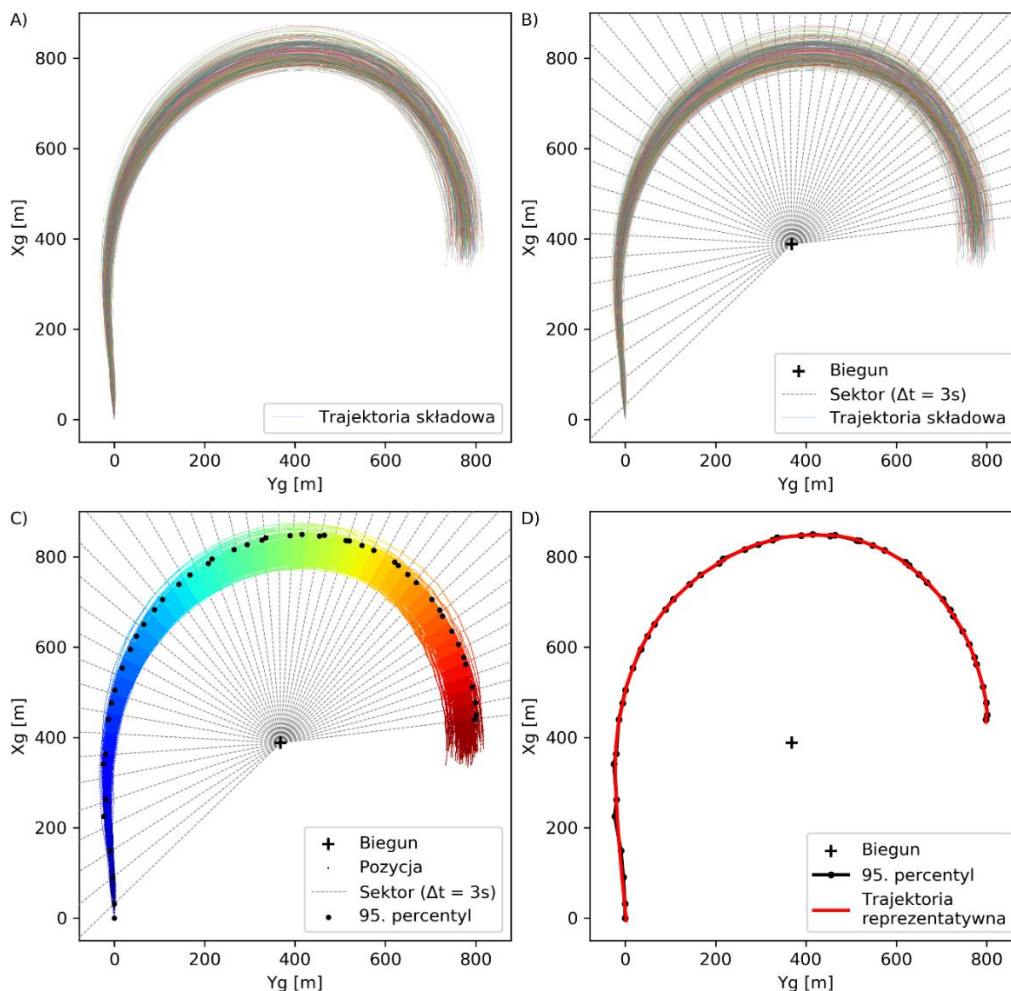 A)
800
600
400
200
0
Xg [m]
Trajektoria składowa
0 200 400 600 800
Yg [m]
B)
800
600
400
200
0
Xg [m]
Biegun
Sektor (Δt = 3s)
Trajektoria składowa
0 200 400 600 800
Yg [m]
C)
800
600
400
200
0
Xg [m]
Biegun
Pozycja
Sektor (Δt = 3s)
95. percentyl
0 200 400 600 800
Yg [m]
D)
800
600
400
200
0
Xg [m]
Biegun
95. percentyl
Trajektoria
reprezentatywna
0 200 400 600 800
Yg [m]